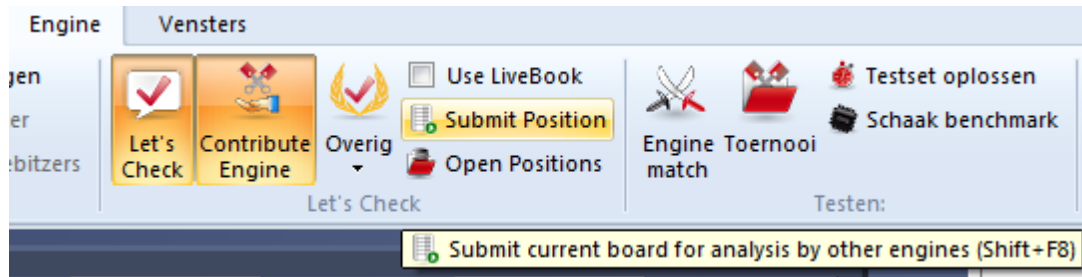 Engine
Vensters
gen
er
ebitzers
Let's
Check
Contribute
Engine
Overig
Use LiveBook
Submit Position
Open Positions
Let's Check
Engine
match
Toernooi
Testset oplossen
Schaak benchmark
Testen:
Submit current board for analysis by other engines (Shift+F8)